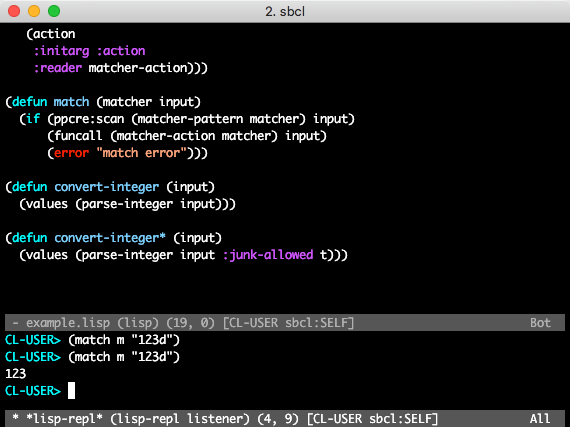 2. sbcl
(action
:initarg :action
:reader matcher-action)))
(defun match (matcher input)
(if (ppcre:scan (matcher-pattern matcher) input)
(funcall (matcher-action matcher) input)
(error "match error")))
(defun convert-integer (input)
(values (parse-integer input)))
(defun convert-integer* (input)
(values (parse-integer input :junk-allowed t)))
- example.lisp (lisp) (19, 0) [CL-USER sbcl:SELF] Bot
CL-USER> (match m "123d")
CL-USER> (match m "123d")
123
CL-USER>
* *lisp-repl* (lisp-repl listener) (4, 9) [CL-USER sbcl:SELF] All